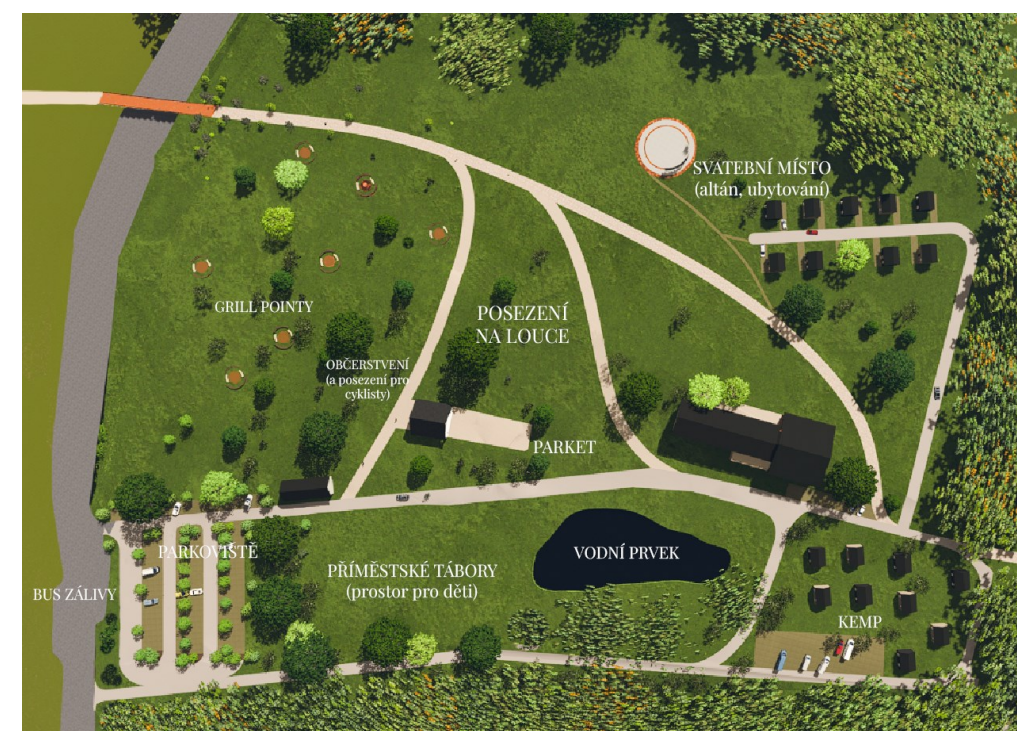 SVATEBNÍ MÍSTO
(altán, ubytování)
GRILL POINTY
POSEZENÍ
NA LOUCE
OBČERSTVENÍ
(a posezení pro
cyklisty)
PARKET
PARKOVIŠTĚ
VODNÍ PRVEK
PŘÍMĚSTSKÉ TÁBORY
(prostor pro děti)
BUS ZÁLIVY
KEMP